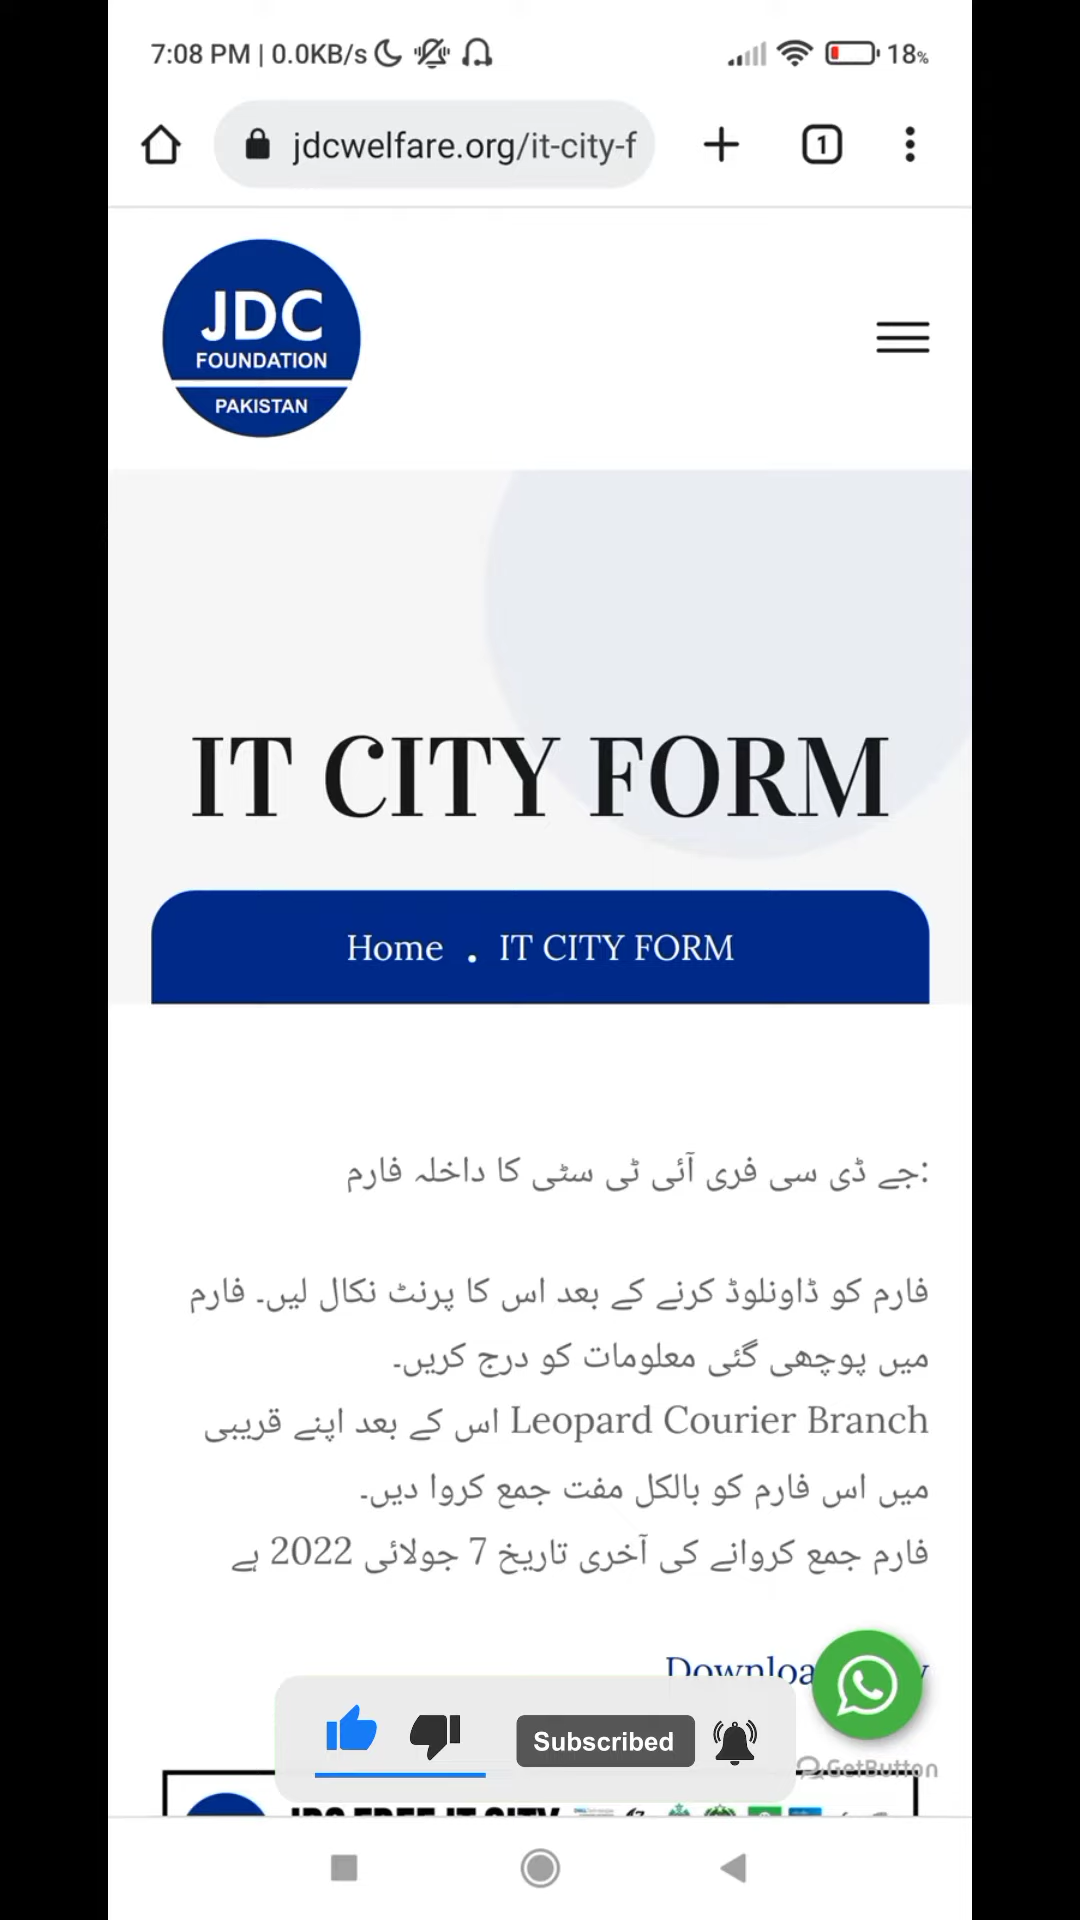 7:08 PM | 0.0KB/s
18%
jdcwelfare.org/it-city-f
1
JDC
FOUNDATION
PAKISTAN
IT CITY FORM
Home . IT CITY FORM
جے ڈی سی فری آئی ٹی سٹی کا داخلہ فارم:
فارم کو ڈاونلوڈ کرنے کے بعد اس کا پرنٹ نکال لیں۔ فارم
میں پوچھی گئی معلومات کو درج کریں۔
اس کے بعد اپنے قریبی Leopard Courier Branch
میں اس فارم کو بالکل مفت جمع کروا دیں۔
فارم جمع کروانے کی آخری تاریخ 7 جولائی 2022 ہے
Subscribed
GetButton
JDC FREE IT CITY